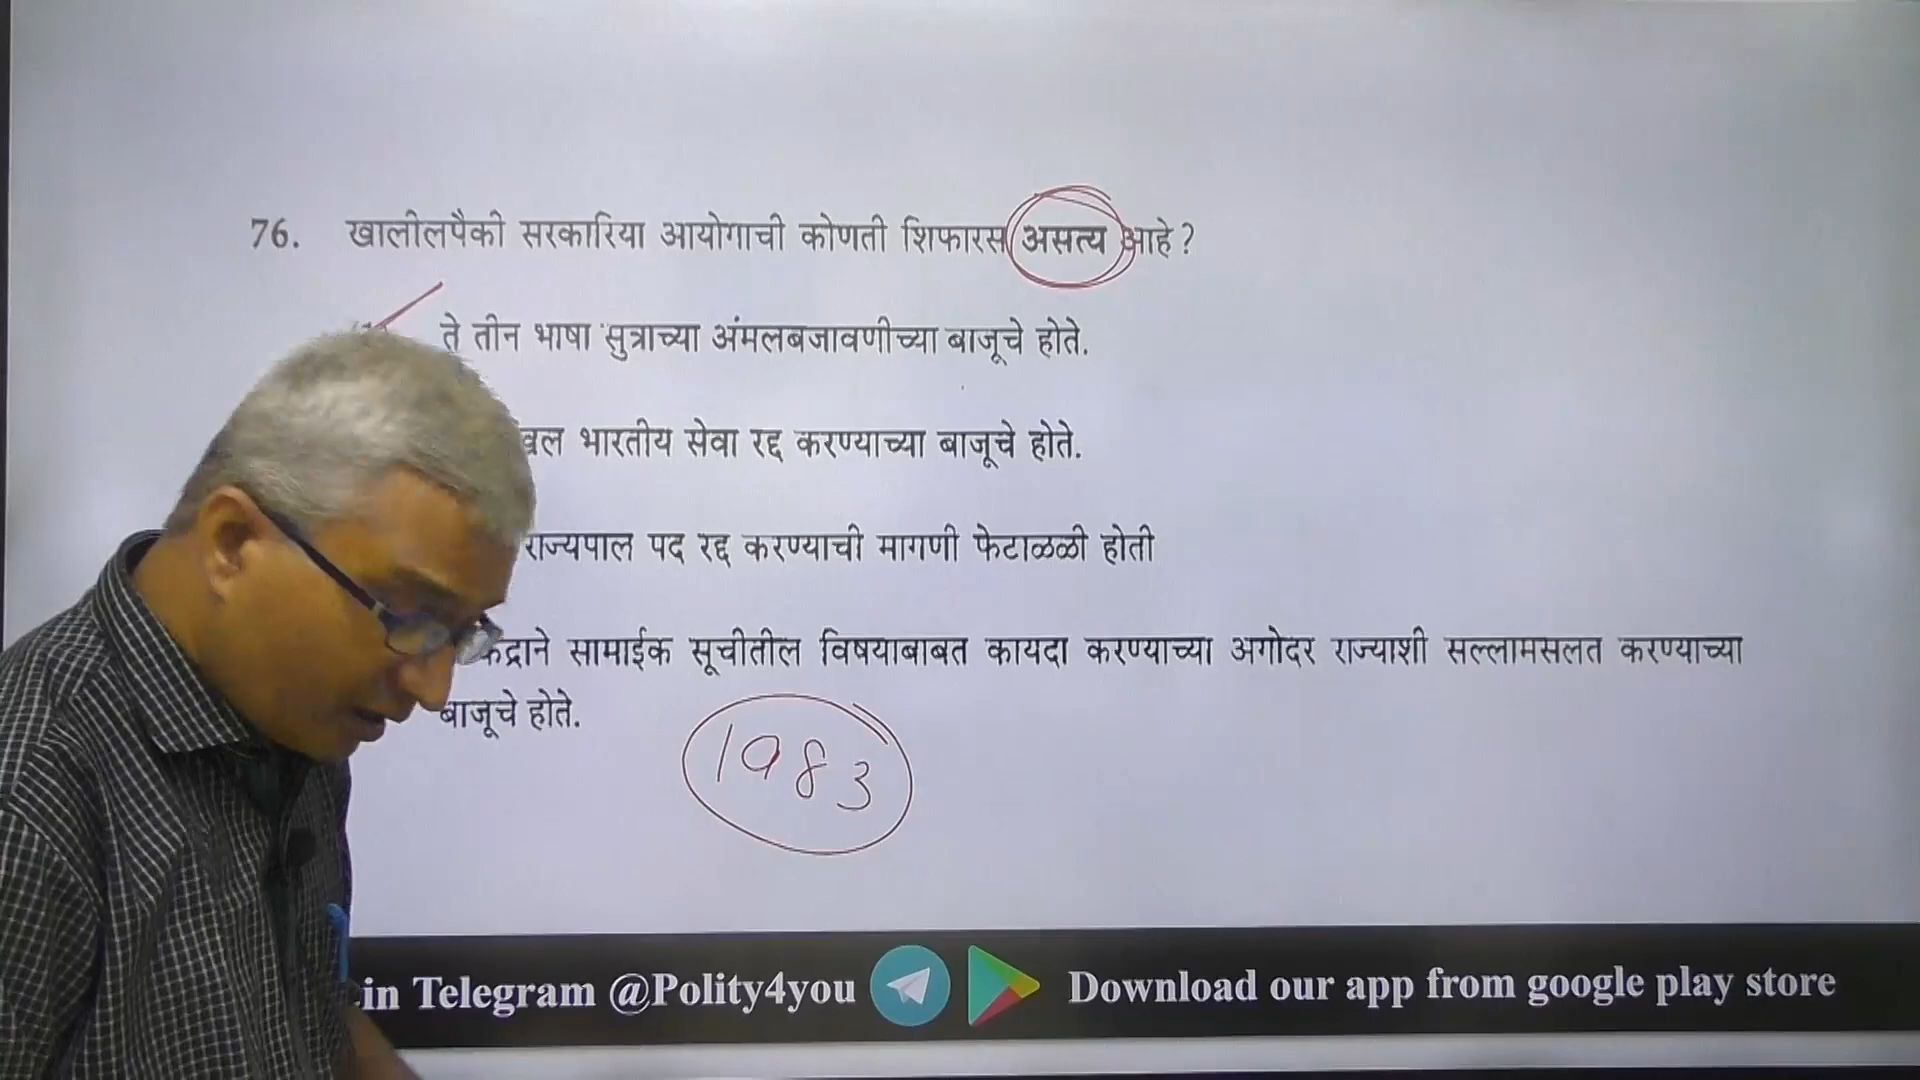 76. खालीलपैकी सरकारिया आयोगाची कोणती शिफारस असत्य आहे ?
ते तीन भाषा सुत्राच्या अंमलबजावणीच्या बाजूचे होते.
भारतीय सेवा रद्द करण्याच्या बाजूचे होते.
राज्यपाल पद रद्द करण्याची मागणी फेटाळळी होती
केंद्राने सामाईक सूचीतील विषयाबाबत कायदा करण्याच्या अगोदर राज्याशी सल्लामसलत करण्याच्या
बाजूचे होते.
1983
in Telegram @Polity4you Download our app from google play store